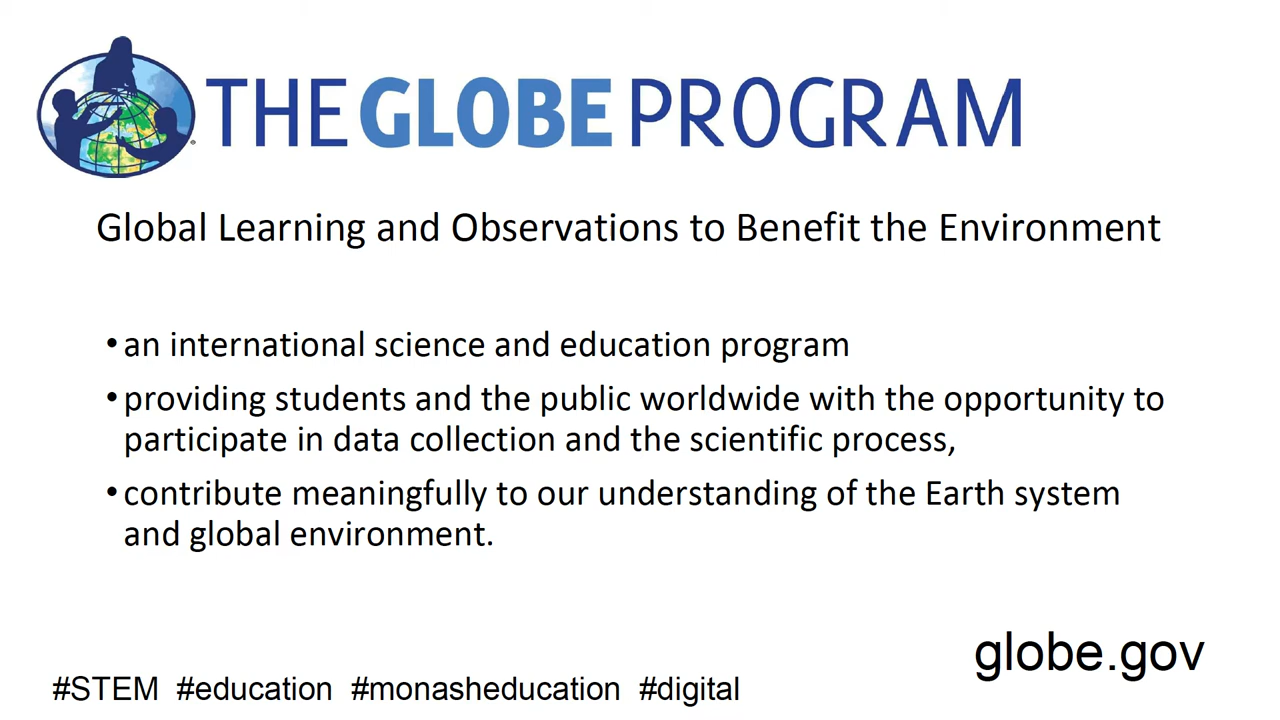 THE GLOBE PROGRAM
Global Learning and Observations to Benefit the Environment
•an international science and education program
•providing students and the public worldwide with the opportunity to
participate in data collection and the scientific process,
•contribute meaningfully to our understanding of the Earth system
and global environment.
globe.gov
#STEM #education #monasheducation #digital